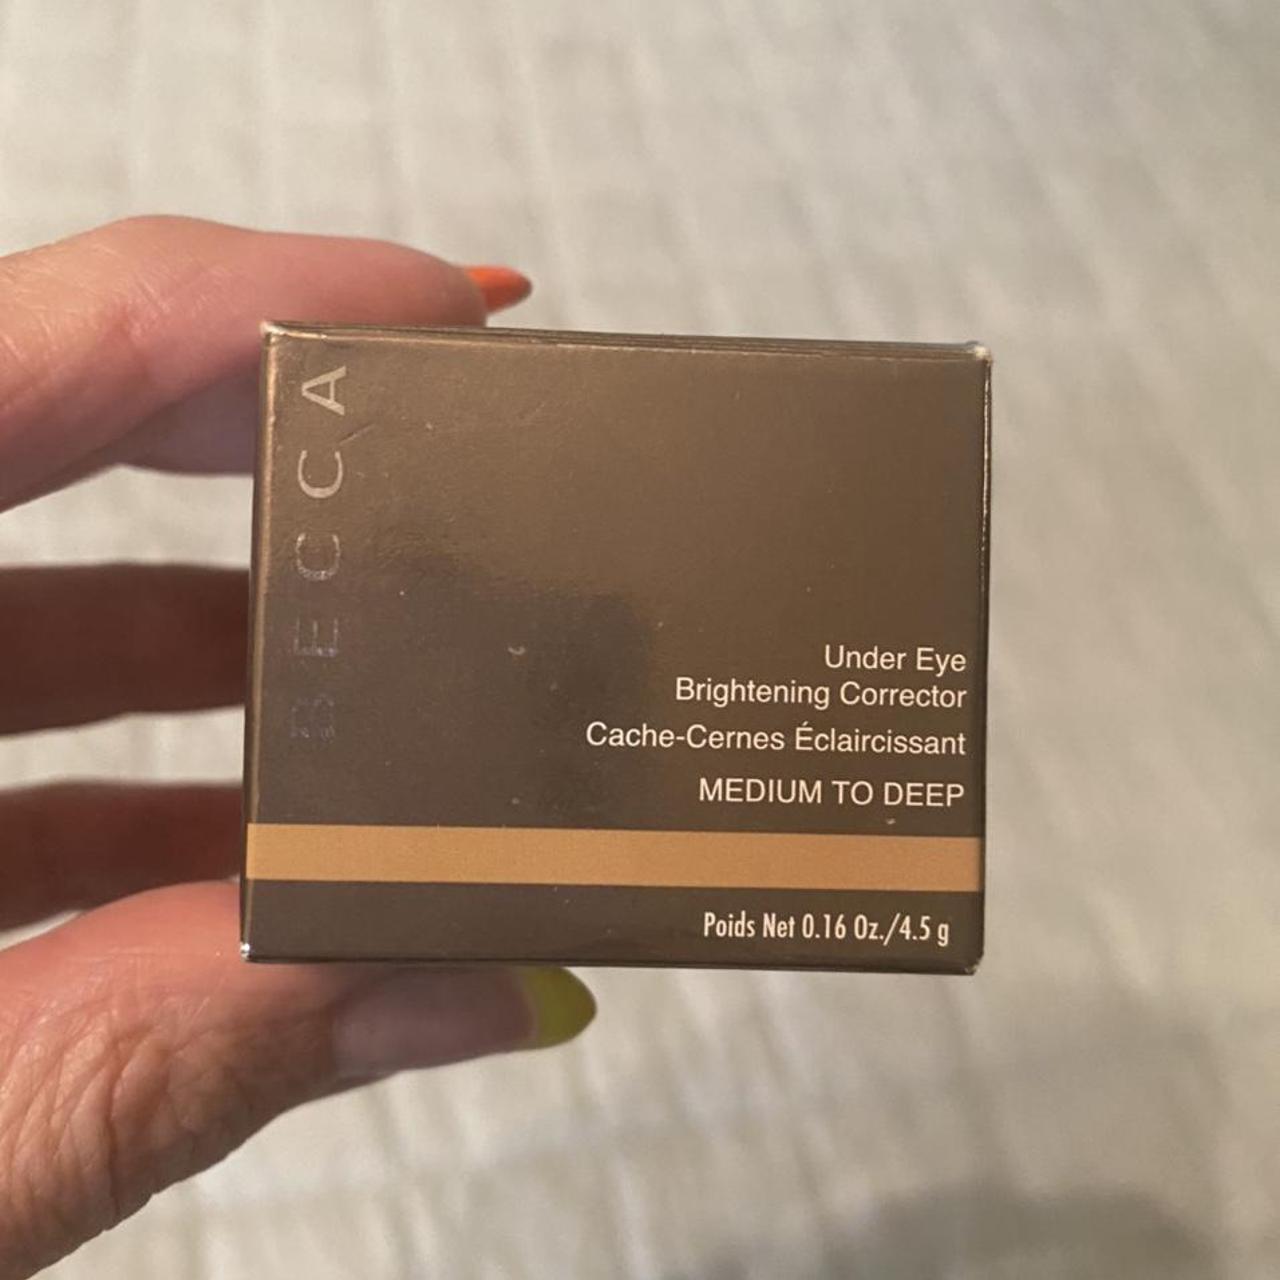 BECCA
Under Eye
Brightening Corrector
Cache-Cernes Éclaircissant
MEDIUM TO DEEP
Poids Net 0.16 Oz./4.5 g